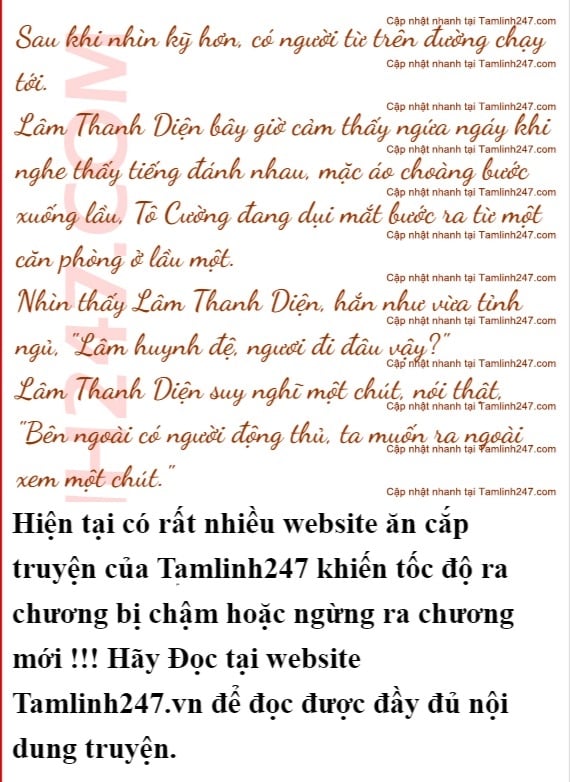 Cập nhật nhanh tại Tamlinh247.com
Sau khi nhìn kỹ hơn, có người từ trên đường chạy
Cập nhật nhanh tại Tamlinh247.com
tới.
Cập nhật nhanh tại Tamlinh247.com
Lâm Thanh Diện bây giờ cảm thấy ngứa ngáy khi
Cập nhật nhanh tại Tamlinh247.com
nghe thấy tiếng đánh nhau, mặc áo choàng bước
Cập nhật nhanh tại Tamlinh247.com
xuống lầu, Tô Cường đang dụi mắt bước ra từ một
Cập nhật nhanh tại Tamlinh247.com
căn phòng ở lầu một.
Cập nhật nhanh tại Tamlinh247.com
Nhìn thấy Lâm Thanh Diện, hắn như vừa tỉnh
Cập nhật nhanh tại Tamlinh247.com
ngủ, "Lâm huynh đệ, ngươi đi đâu vậy?"
Cập nhật nhanh tại Tamlinh247.com
Lâm Thanh Diện suy nghĩ một chút, nói thật,
Cập nhật nhanh tại Tamlinh247.com
"Bên ngoài có người động thủ, ta muốn ra ngoài
Cập nhật nhanh tại Tamlinh247.com
xem một chút."
Cập nhật nhanh tại Tamlinh247.com
H247.COM
Hiện tại có rất nhiều website ăn cắp
truyện của Tamlinh247 khiến tốc độ ra
chương bị chậm hoặc ngừng ra chương
mới !!! Hãy Đọc tại website
Tamlinh247.vn để đọc được đầy đủ nội
dung truyện.